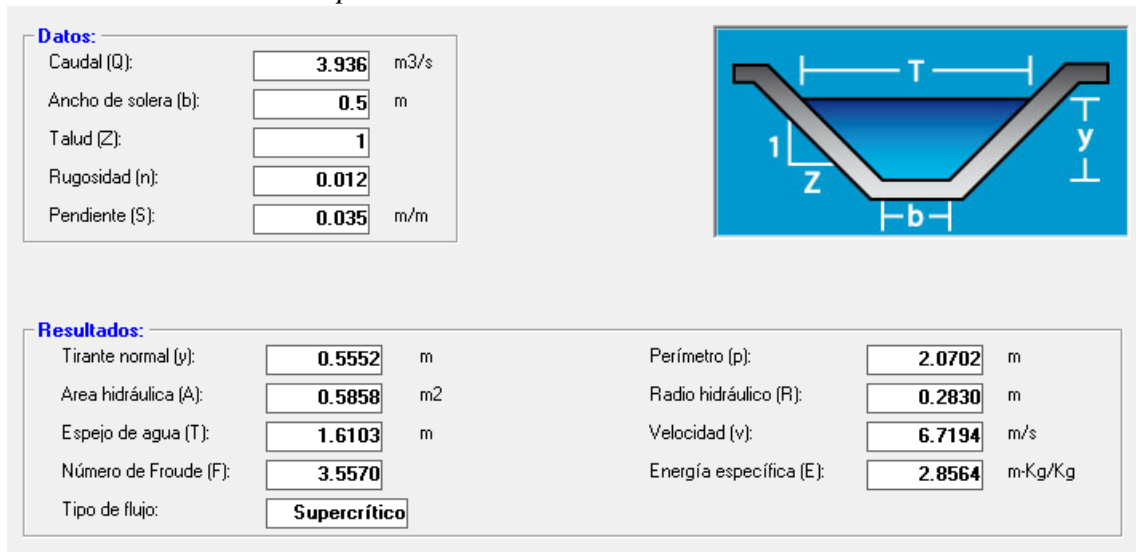 Datos:
Caudal (Q): 3.936 m3/s
Ancho de solera (b): 0.5 m
Talud (Z): 1
Rugosidad (n): 0.012
Pendiente (S): 0.035 m/m
T
1
Z
y
b
Resultados:
Tirante normal (y): 0.5552 m Perímetro (p): 2.0702 m
Area hidráulica (A): 0.5858 m2 Radio hidráulico (R): 0.2830 m
Espejo de agua (T): 1.6103 m Velocidad (v): 6.7194 m/s
Número de Froude (F): 3.5570 Energía específica (E): 2.8564 m-Kg/Kg
Tipo de flujo: Supercrítico